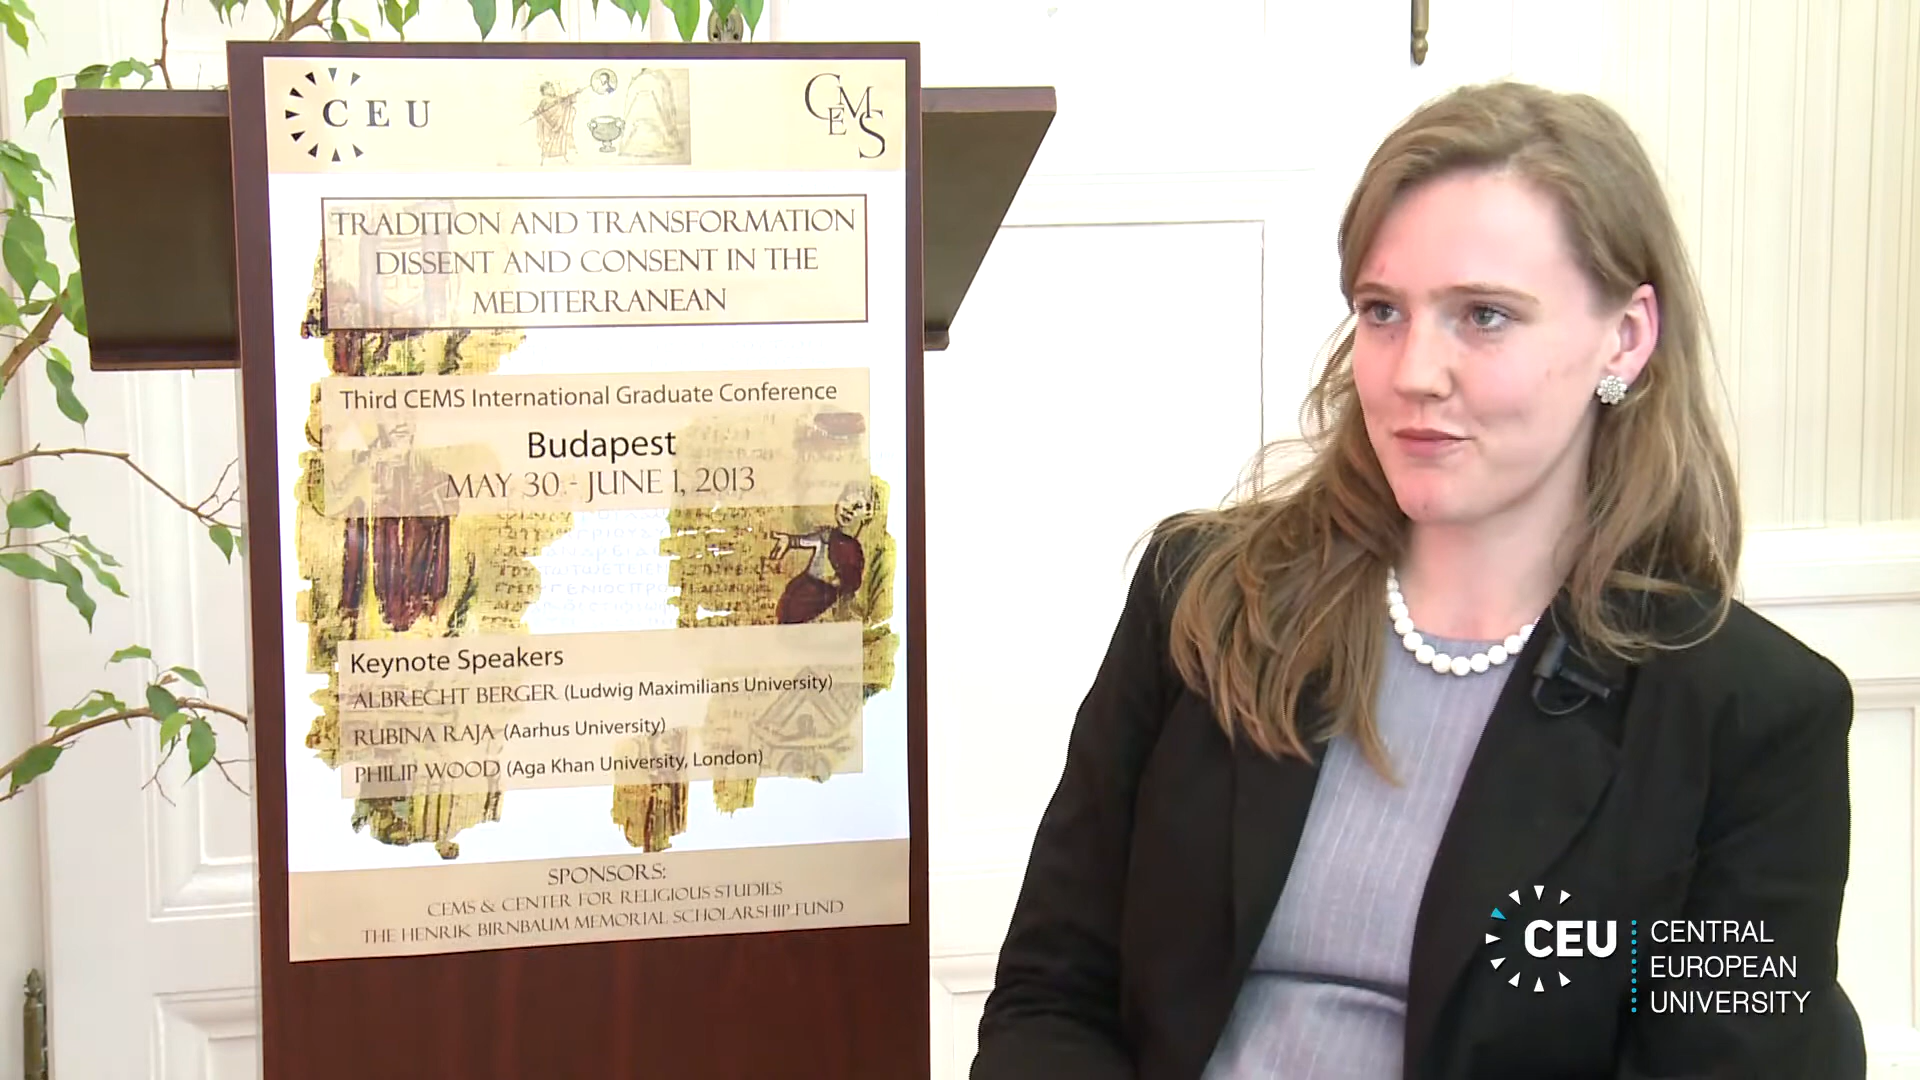 CEU
CEMS
TRADITION AND TRANSFORMATION
DISSENT AND CONSENT IN THE
MEDITERRANEAN
Third CEMS International Graduate Conference
Budapest
MAY 30 - JUNE 1, 2013
Keynote Speakers
ALBRECHT BERGER (Ludwig Maximilians University)
RUBINA RAJA (Aarhus University)
PHILIP WOOD (Aga Khan University, London)
SPONSORS:
CEMS & CENTER FOR RELIGIOUS STUDIES
THE HENRIK BIRNBAUM MEMORIAL SCHOLARSHIP FUND
CEU
CENTRAL
EUROPEAN
UNIVERSITY